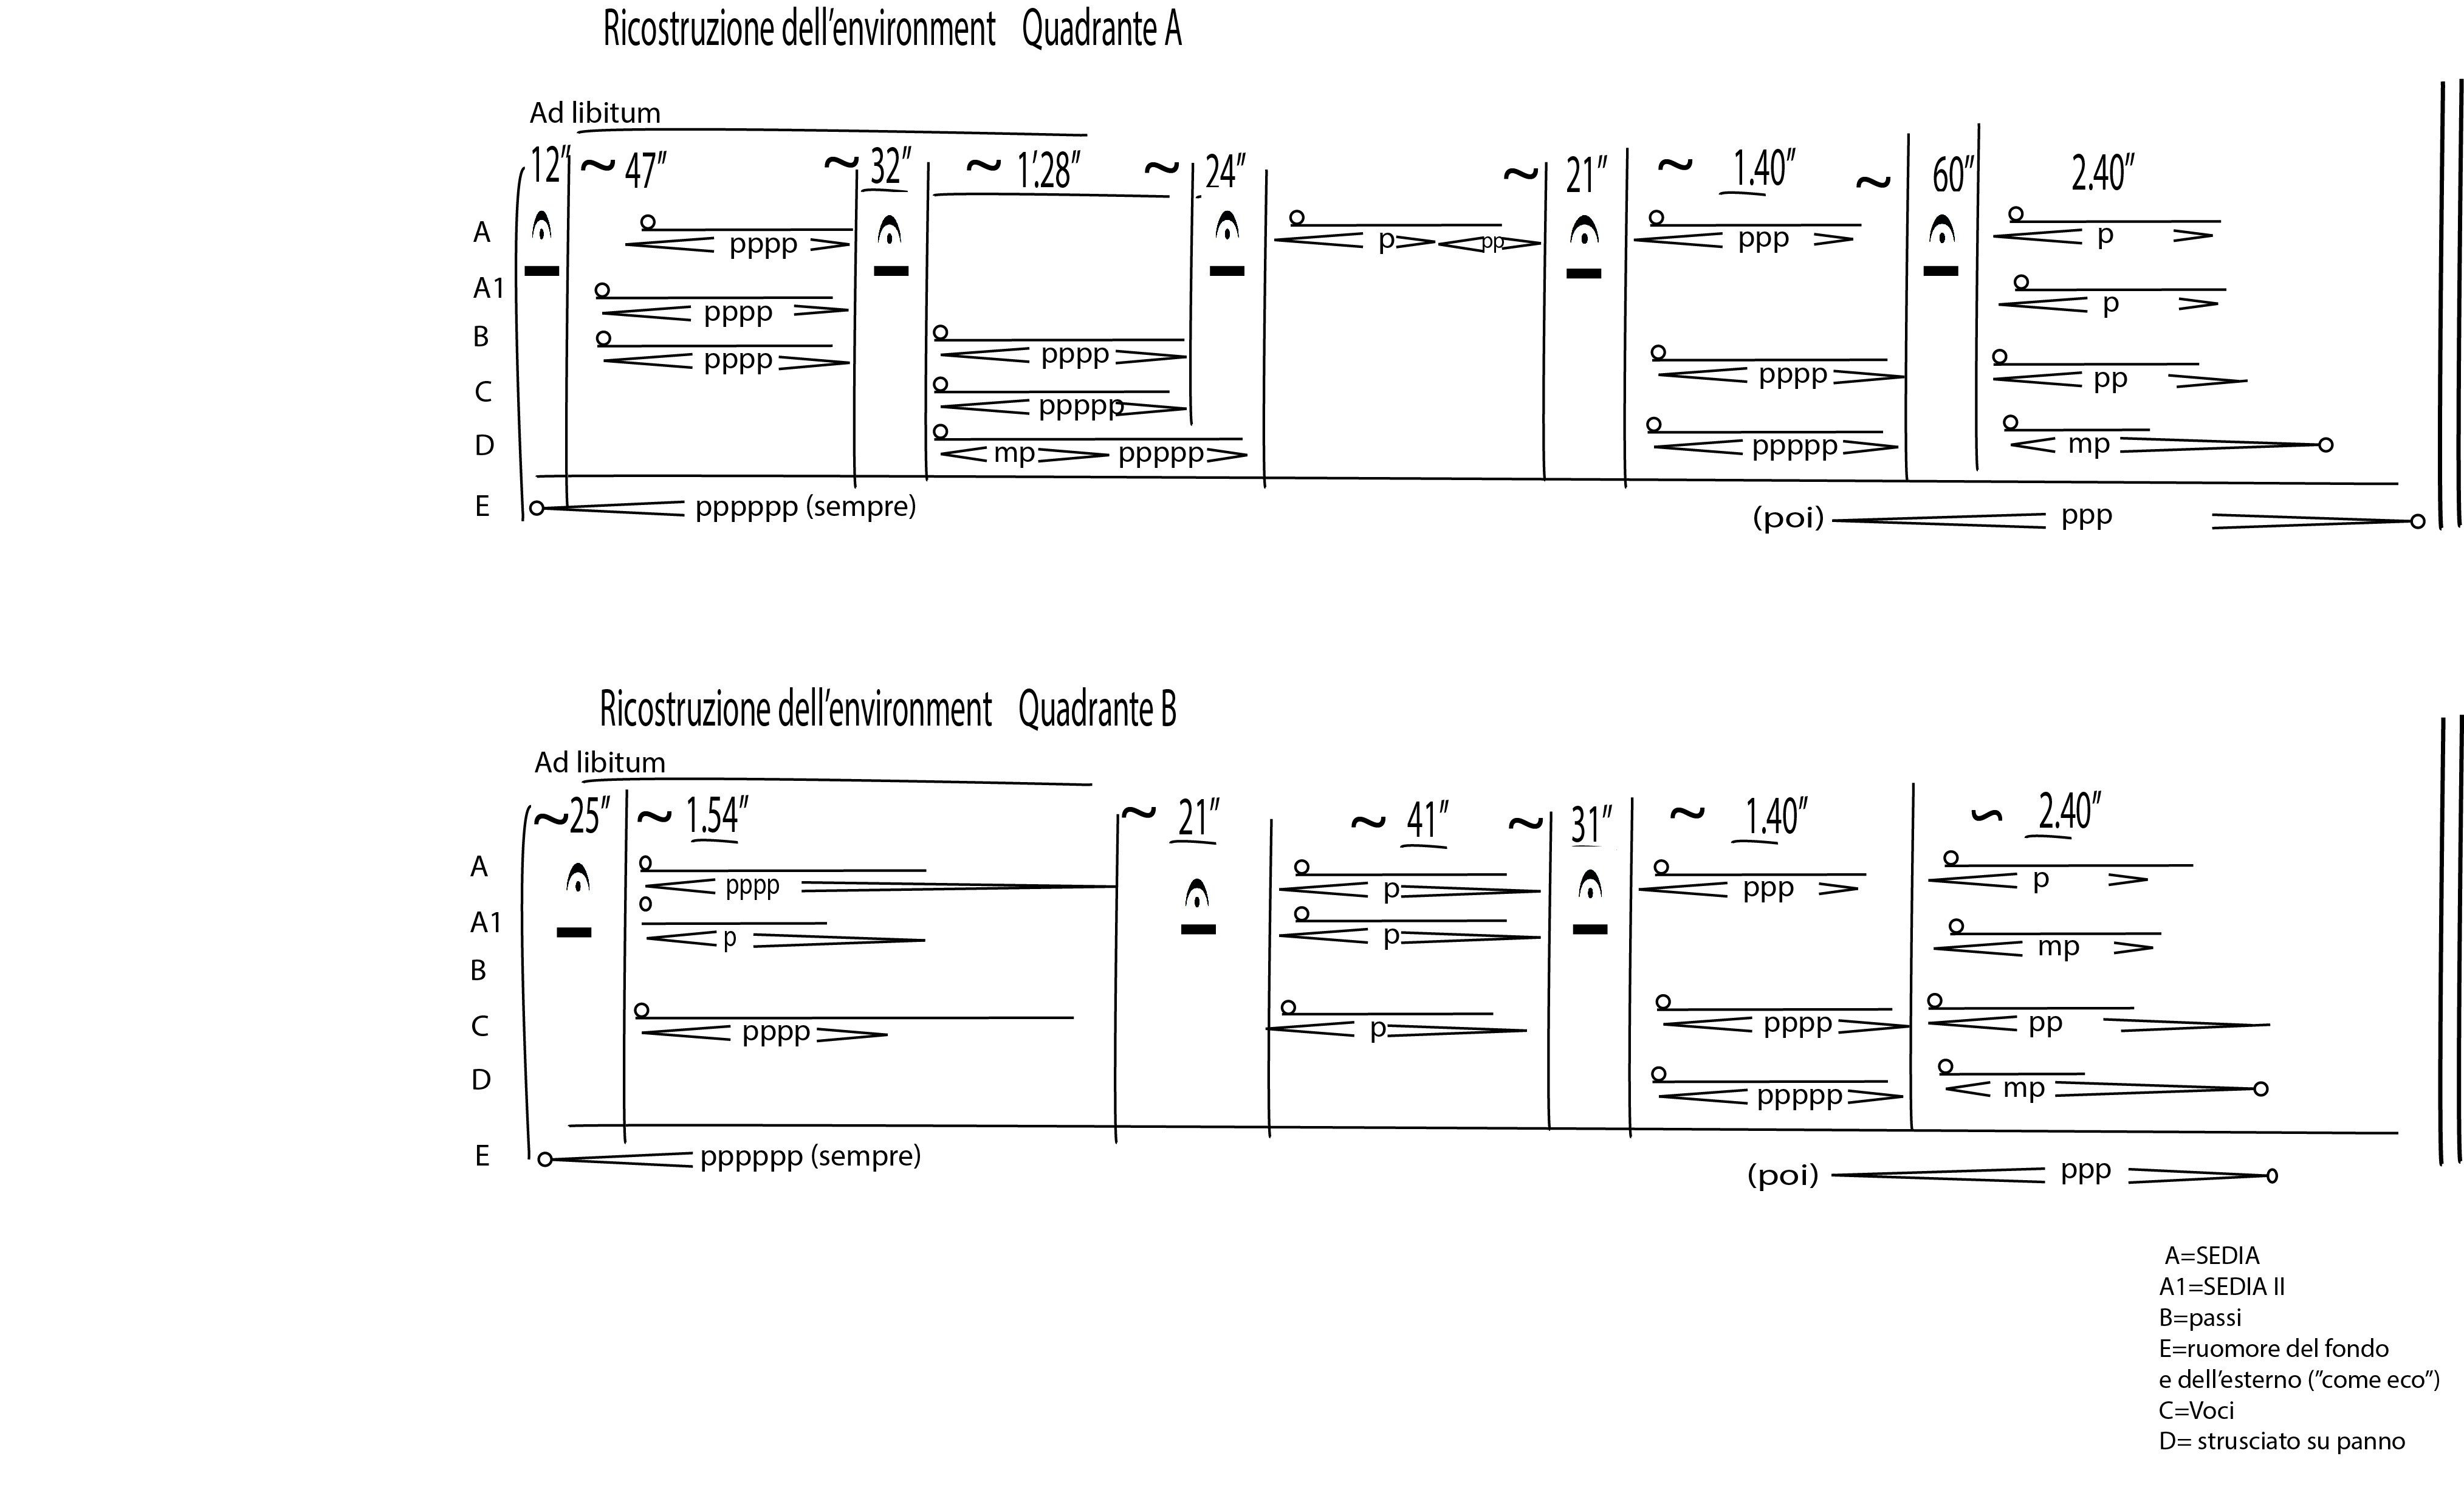 Ricostruzione dell’environment Quadrante A
Ad libitum
12” ~ 47” ~ 32” ~ 1’.28” ~ 24” ~ 21” ~ 1.40” ~ 60” 2.40”
A pppp p pp ppp p
A1 pppp p
B pppp pppp pppp pp
C ppppp
D mp ppppp ppppp mp
E pppppp (sempre) (poi) ppp
Ricostruzione dell’environment Quadrante B
Ad libitum
~25” ~ 1.54” ~ 21” ~ 41” ~ 31” ~ 1.40” ~ 2.40”
A pppp p ppp p
A1 p p mp
B
C pppp p pppp pp
D ppppp mp
E pppppp (sempre) (poi) ppp
A=SEDIA
A1=SEDIA II
B=passi
E=ruomore del fondo
e dell’esterno (”come eco”)
C=Voci
D= strusciato su panno